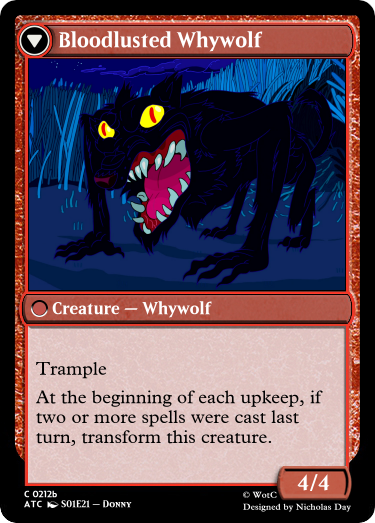 Bloodlusted Whywolf
Creature — Whywolf
Trample
At the beginning of each upkeep, if
two or more spells were cast last
turn, transform this creature.
4/4
C 0212b
ATC S01E21 – Donny
© WotC
Designed by Nicholas Day